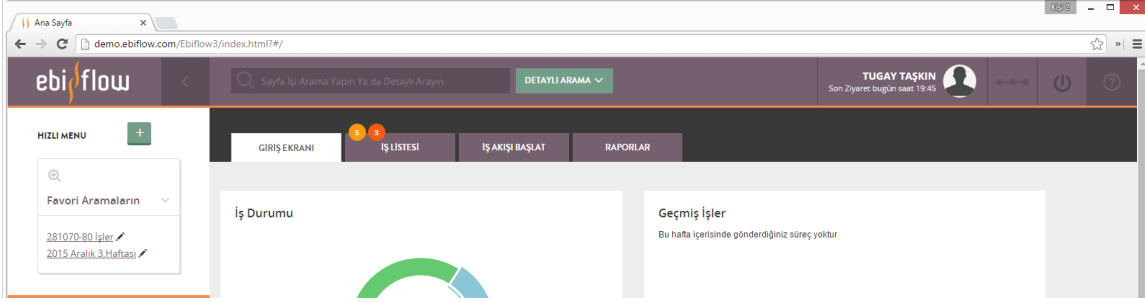 Kişi 2
Ana Sayfa
demo.ebiflow.com/Ebiflow3/index.html?#/
ebiflow
Sayfa İçi Arama Yapın Ya da Detaylı Arayın
DETAYLI ARAMA
TUGAY TAŞKIN
Son Ziyaret bugün saat 19:45
HIZLI MENU
+
5
3
GİRİŞ EKRANI
İŞ LİSTESİ
İŞ AKIŞI BAŞLAT
RAPORLAR
Favori Aramaların
281070-80 İşler
2015 Aralık 3.Haftası
İş Durumu
Geçmiş İşler
Bu hafta içerisinde gönderdiğiniz süreç yoktur